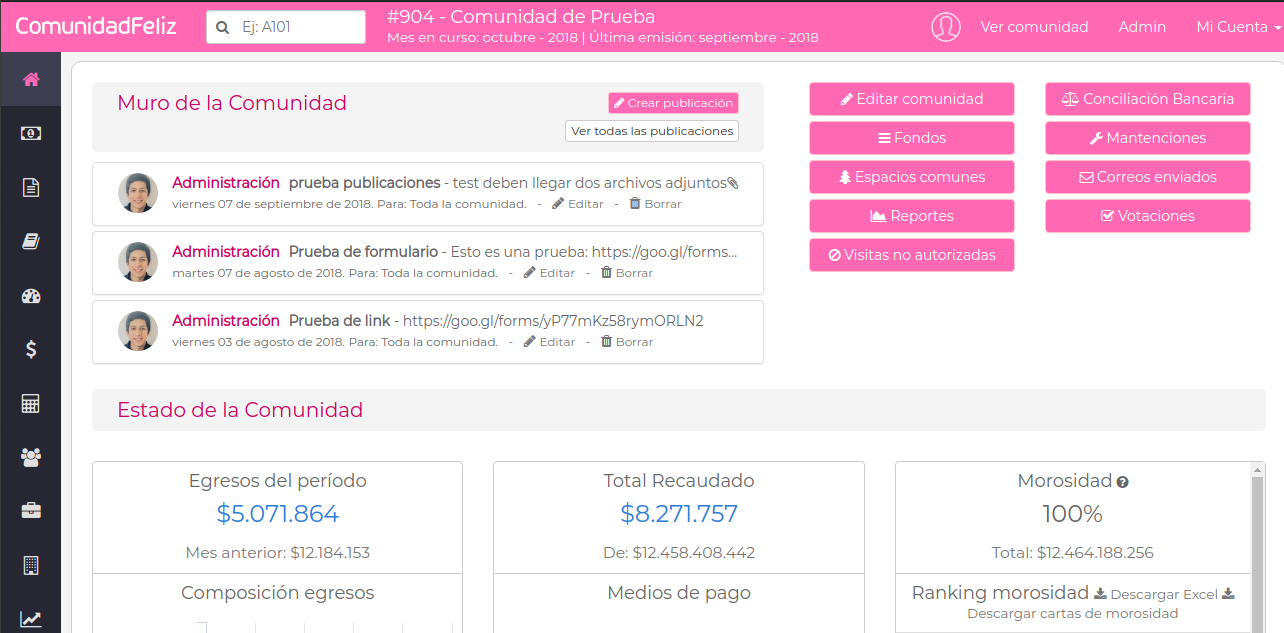 ComunidadFeliz
Ej: A101
#904 - Comunidad de Prueba
Mes en curso: octubre - 2018 | Última emisión: septiembre - 2018
Ver comunidad
Admin
Mi Cuenta
Muro de la Comunidad
Crear publicación
Ver todas las publicaciones
Administración prueba publicaciones - test deben llegar dos archivos adjuntos
viernes 07 de septiembre de 2018. Para: Toda la comunidad. - Editar - Borrar
Administración Prueba de formulario - Esto es una prueba: https://goo.gl/forms...
martes 07 de agosto de 2018. Para: Toda la comunidad. - Editar - Borrar
Administración Prueba de link - https://goo.gl/forms/yP77mKz58rymORLN2
viernes 03 de agosto de 2018. Para: Toda la comunidad. - Editar - Borrar
Editar comunidad
Fondos
Espacios comunes
Reportes
Visitas no autorizadas
Conciliación Bancaria
Mantenciones
Correos enviados
Votaciones
Estado de la Comunidad
Egresos del período
$5.071.864
Mes anterior: $12.184.153
Composición egresos
Total Recaudado
$8.271.757
De: $12.458.408.442
Medios de pago
Morosidad
100%
Total: $12.464.188.256
Ranking morosidad Descargar Excel
Descargar cartas de morosidad